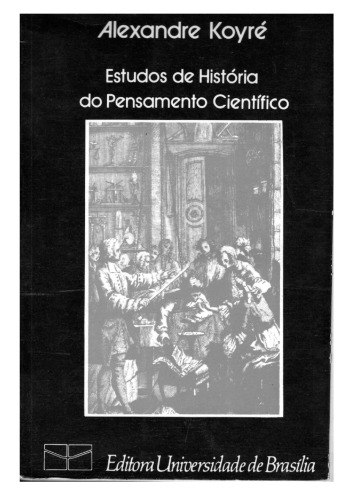 Alexandre Koyré
Estudos de História
do Pensamento Científico
Editora Universidade de Brasília